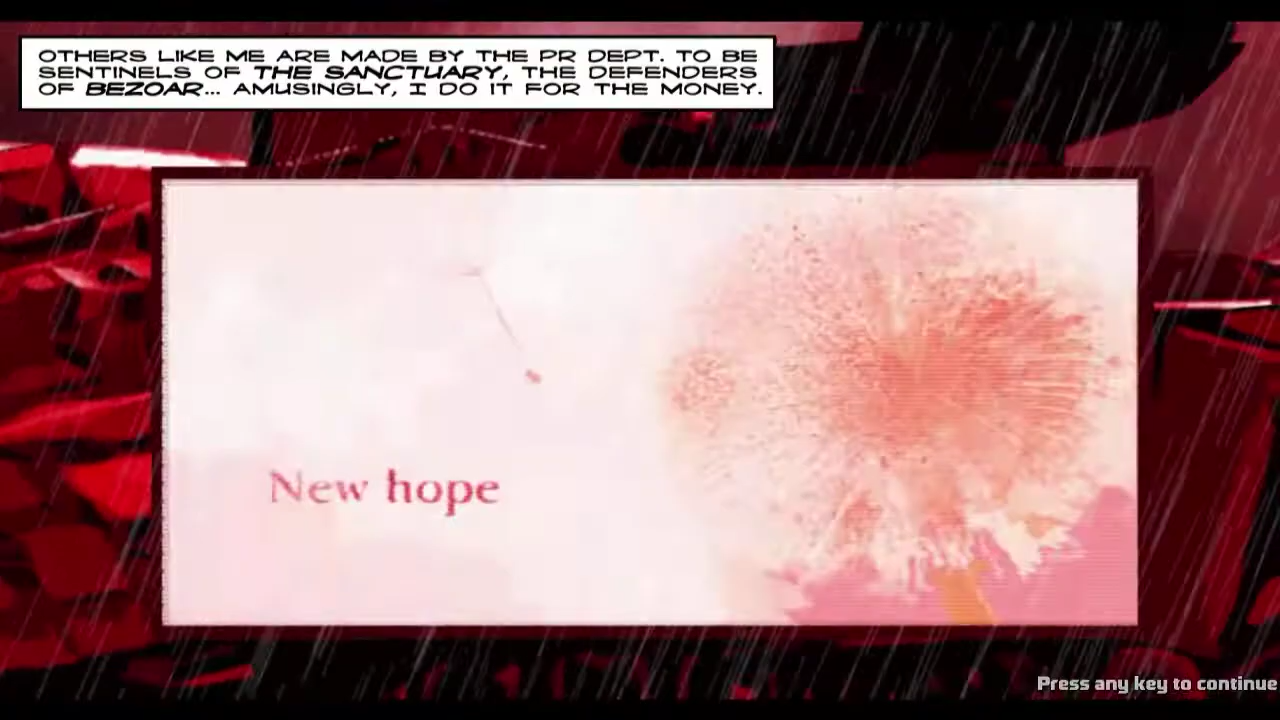 OTHERS LIKE ME ARE MADE BY THE PR DEPT. TO BE
SENTINELS OF THE SANCTUARY, THE DEFENDERS
OF BEZOAR... AMUSINGLY, I DO IT FOR THE MONEY.
New hope
Press any key to continue